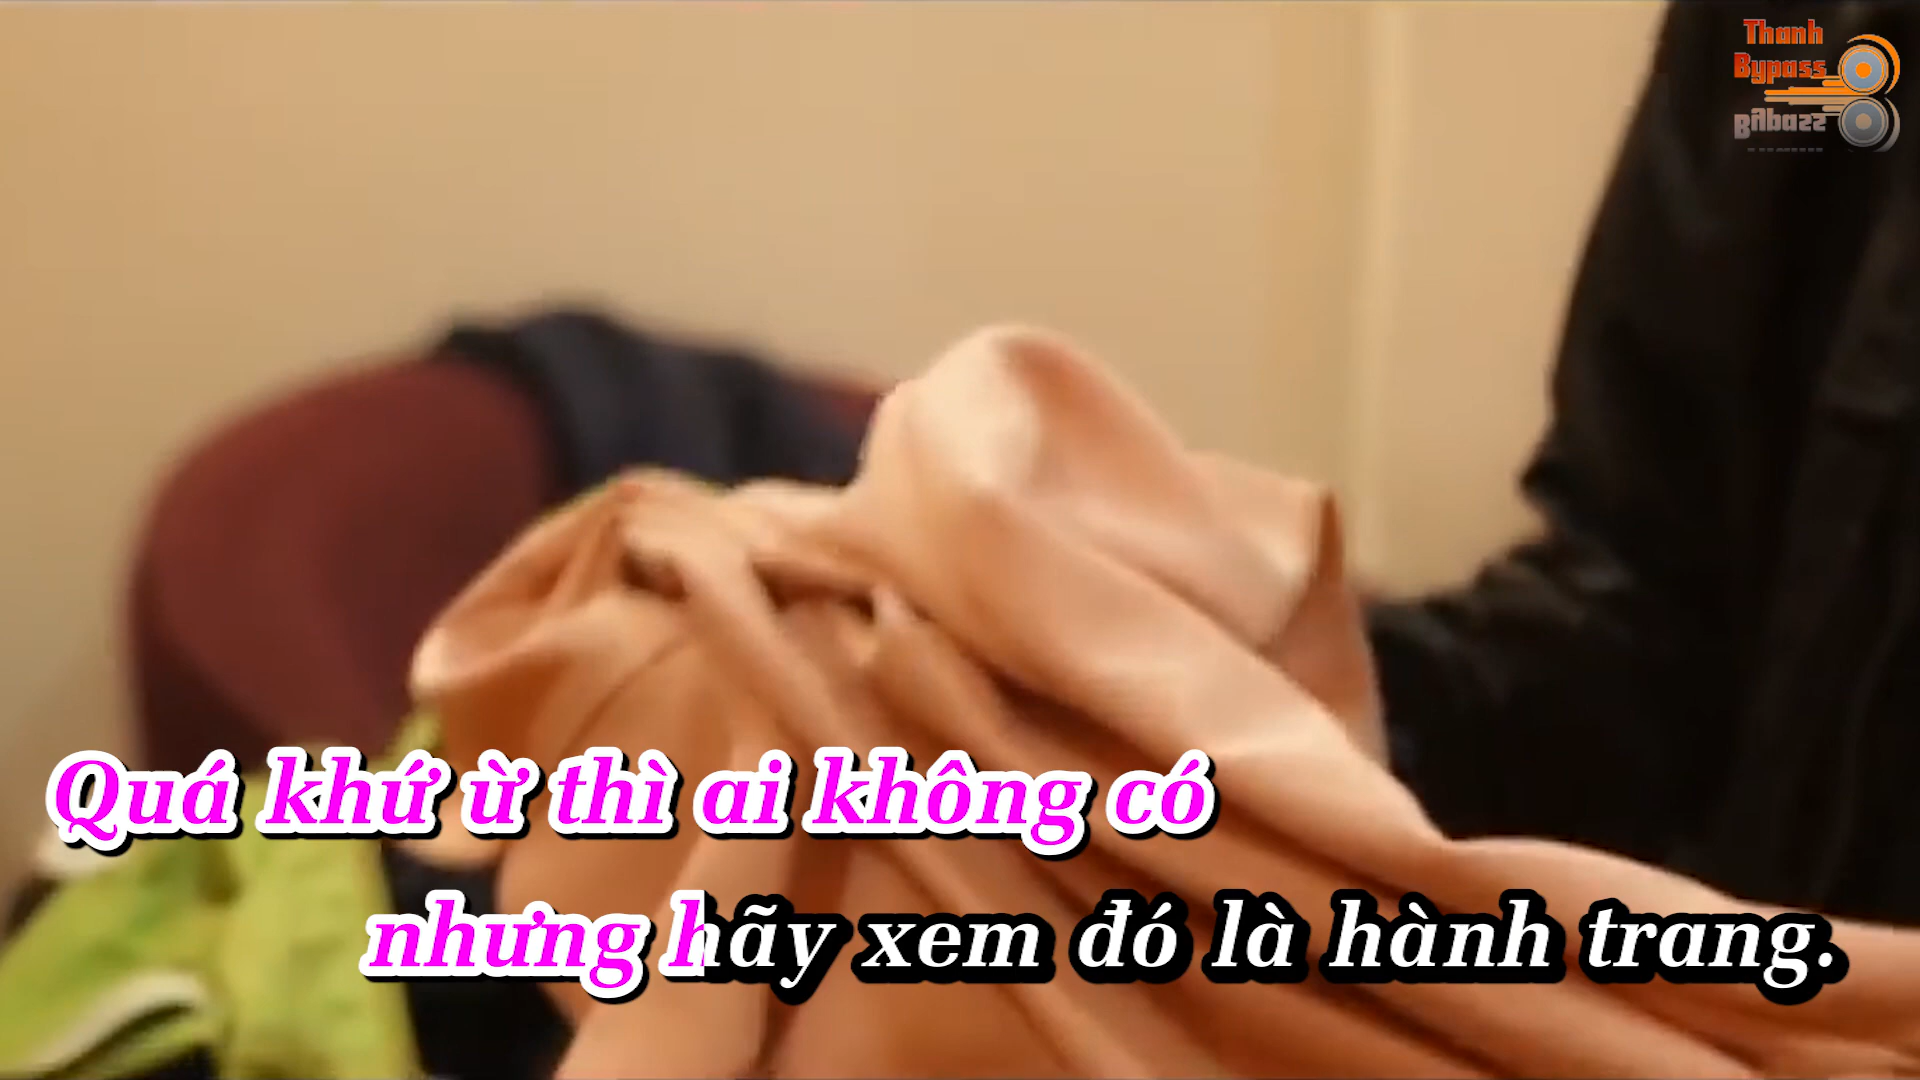 Thanh
Bypass
Quá khứ ừ thì ai không có
nhưng hãy xem đó là hành trang.